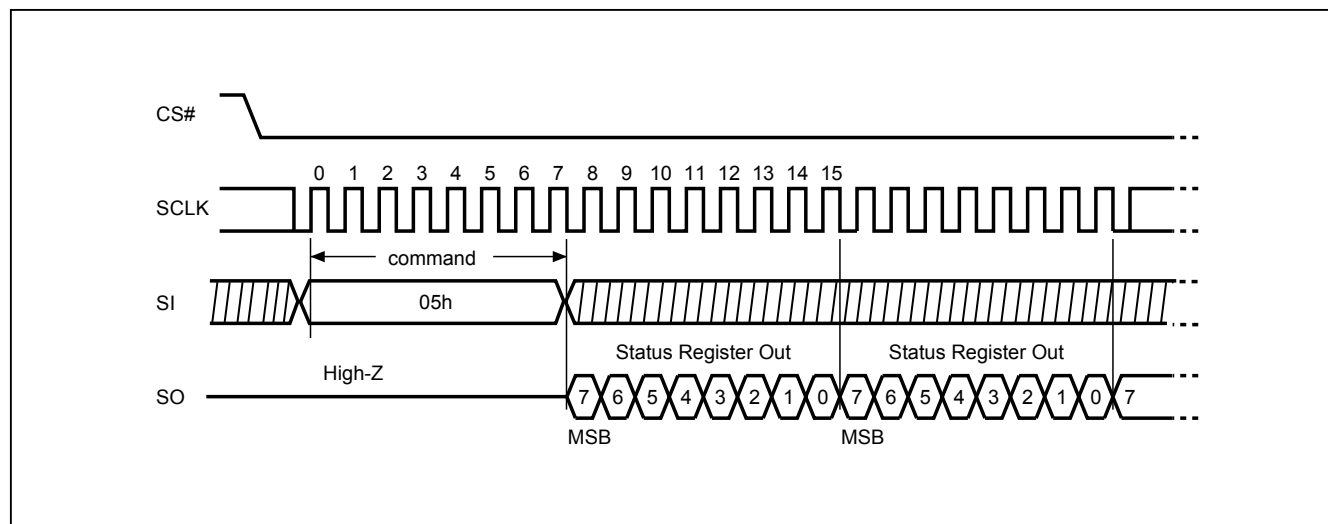 CS#
0 1 2 3 4 5 6 7 8 9 10 11 12 13 14 15
SCLK
command
SI 05h
Status Register Out Status Register Out
High-Z
SO 7 6 5 4 3 2 1 0 7 6 5 4 3 2 1 0 7
MSB MSB